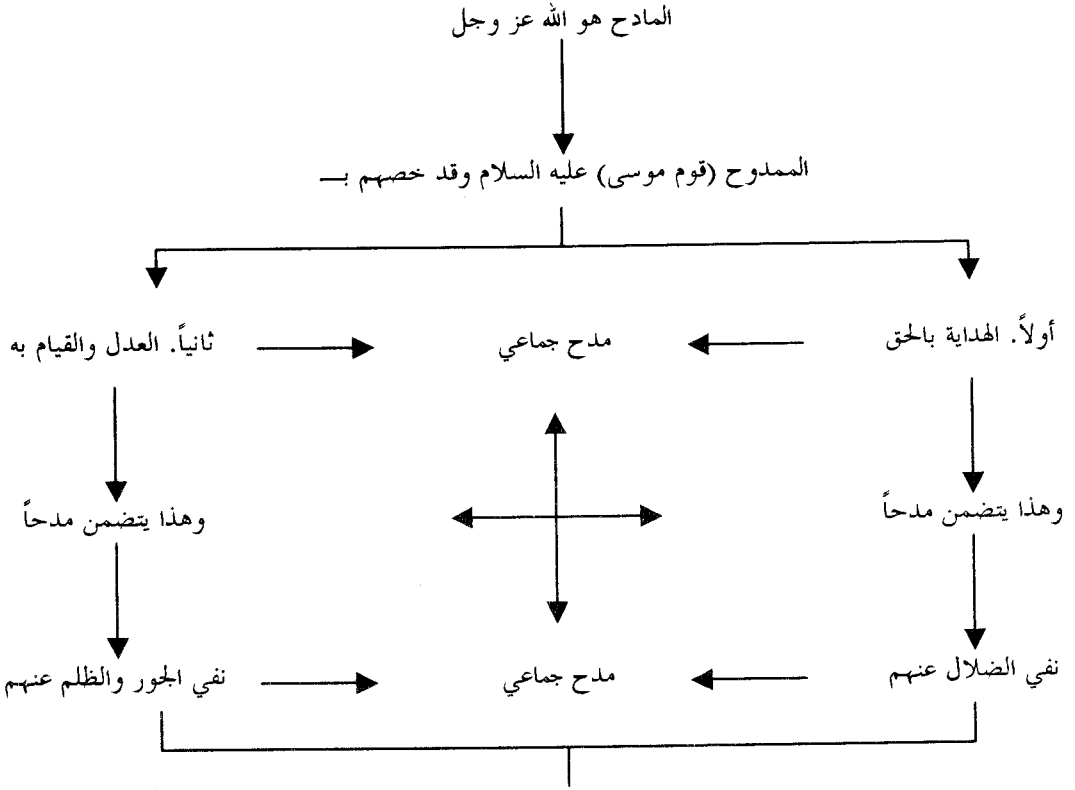 المادح هو الله عز وجل
الممدوح (قوم موسى) عليه السلام وقد خصهم بـــ
أولاً. الهداية بالحق
مدح جماعي
ثانياً. العدل والقيام به
وهذا يتضمن مدحاً
وهذا يتضمن مدحاً
نفي الضلال عنهم
مدح جماعي
نفي الجور والظلم عنهم